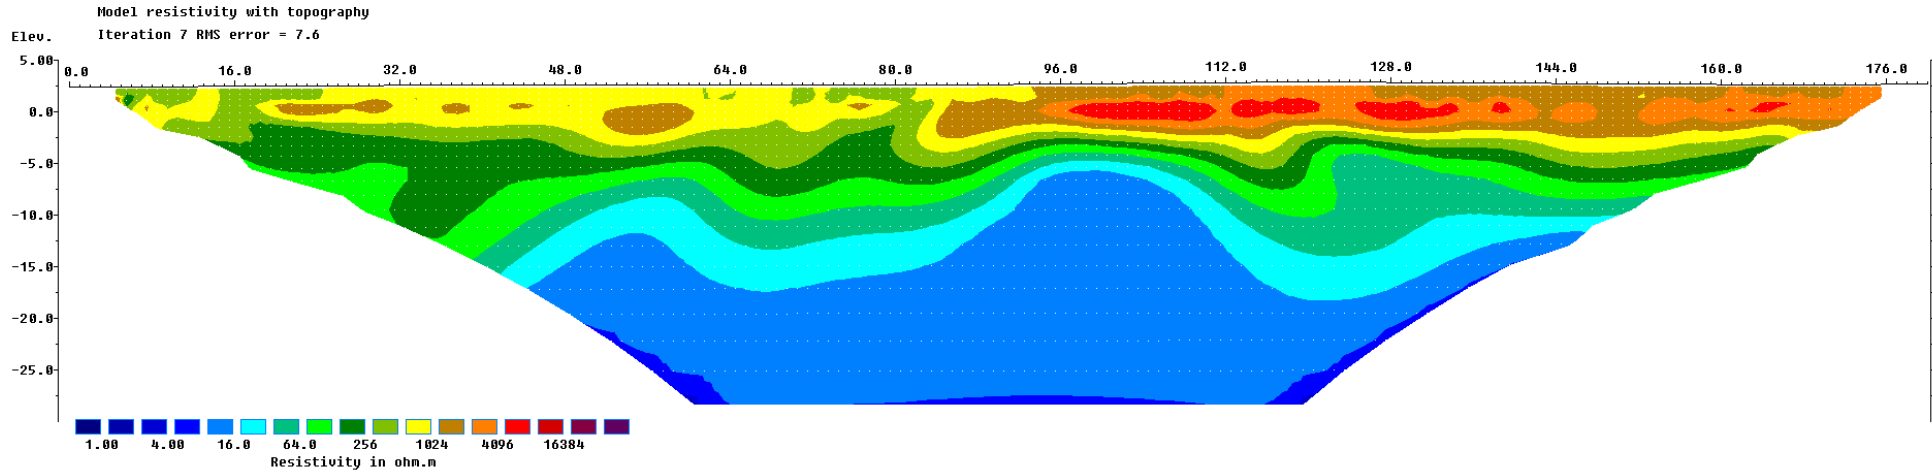 Model resistivity with topography
Elev. Iteration 7 RMS error = 7.6
5.00
0.0 16.0 32.0 48.0 64.0 80.0 96.0 112.0 128.0 144.0 160.0 176.0
0.0
-5.0
-10.0
-15.0
-20.0
-25.0
1.00 4.00 16.0 64.0 256 1024 4096 16384
Resistivity in ohm.m